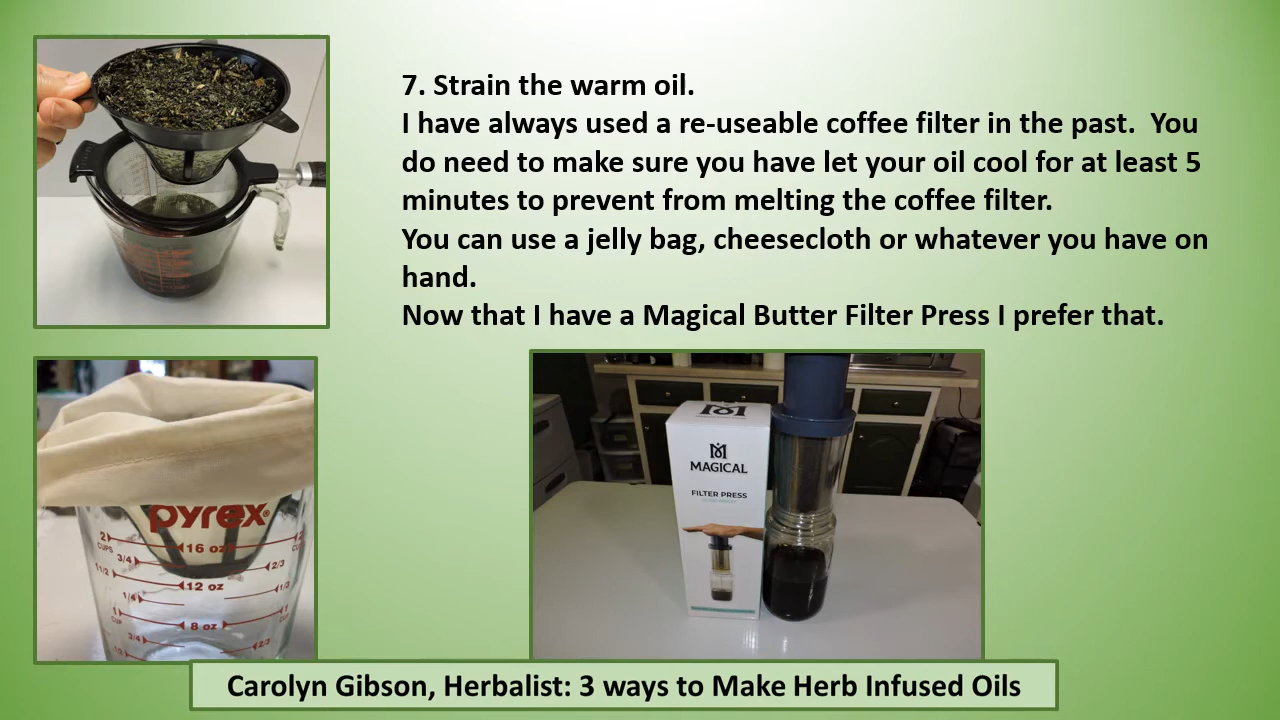 7. Strain the warm oil.
I have always used a re-useable coffee filter in the past.  You
do need to make sure you have let your oil cool for at least 5
minutes to prevent from melting the coffee filter.
You can use a jelly bag, cheesecloth or whatever you have on
hand.
Now that I have a Magical Butter Filter Press I prefer that.
pyrex®
2
CUPS
16 oz
3/4
2/3
1 1/2
12 oz
1/3
1/4
1
CUP
8 oz
1
3/4
2/3
1/2
MAGICAL
FILTER PRESS
Carolyn Gibson, Herbalist: 3 ways to Make Herb Infused Oils